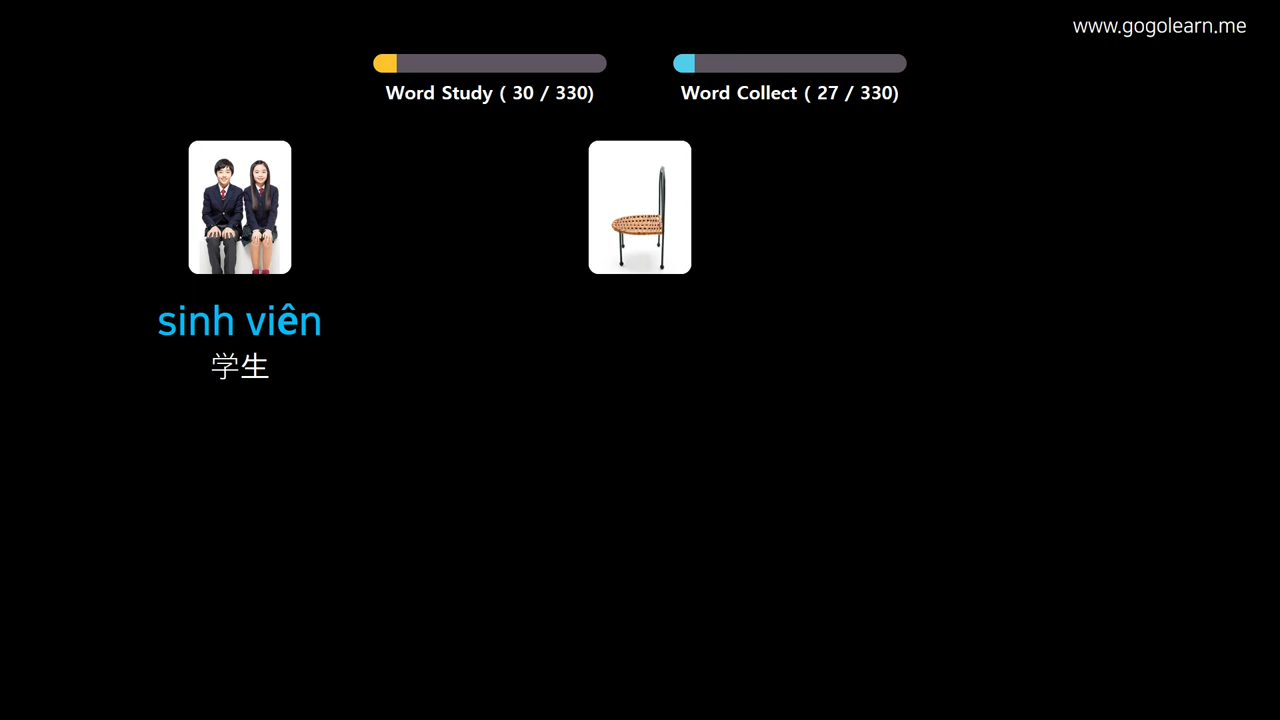 www.gogolearn.me
Word Study ( 30 / 330)
Word Collect ( 27 / 330)
sinh viên
学生